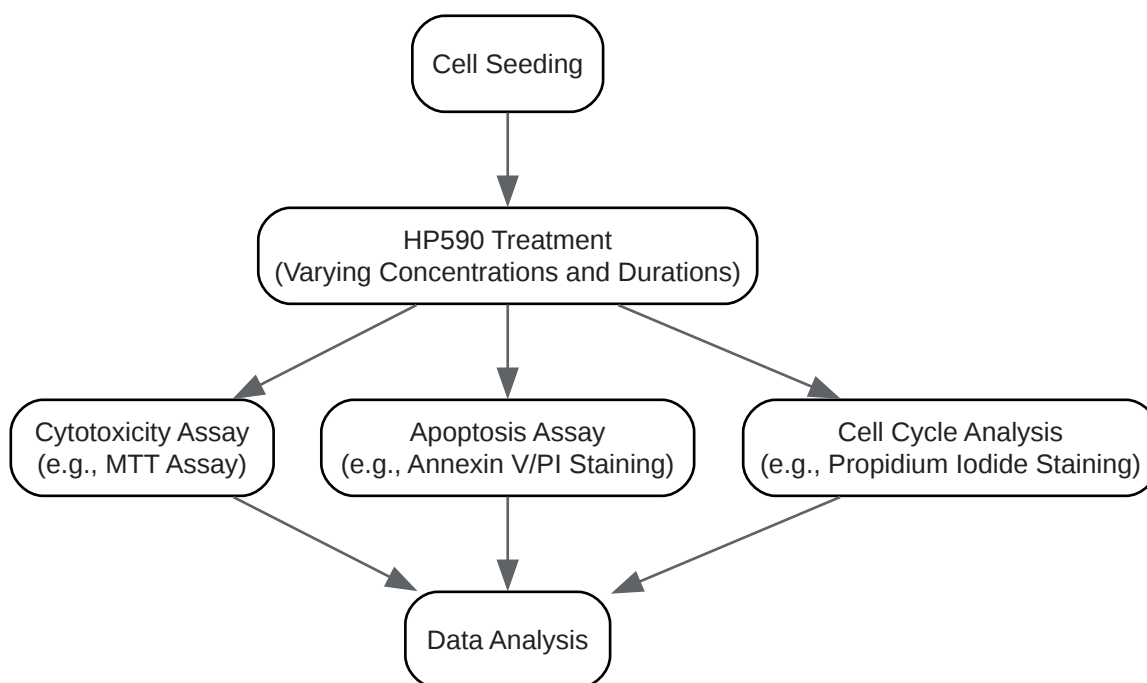 Cell Seeding
HP590 Treatment
(Varying Concentrations and Durations)
Cytotoxicity Assay
(e.g., MTT Assay)
Apoptosis Assay
(e.g., Annexin V/PI Staining)
Cell Cycle Analysis
(e.g., Propidium Iodide Staining)
Data Analysis